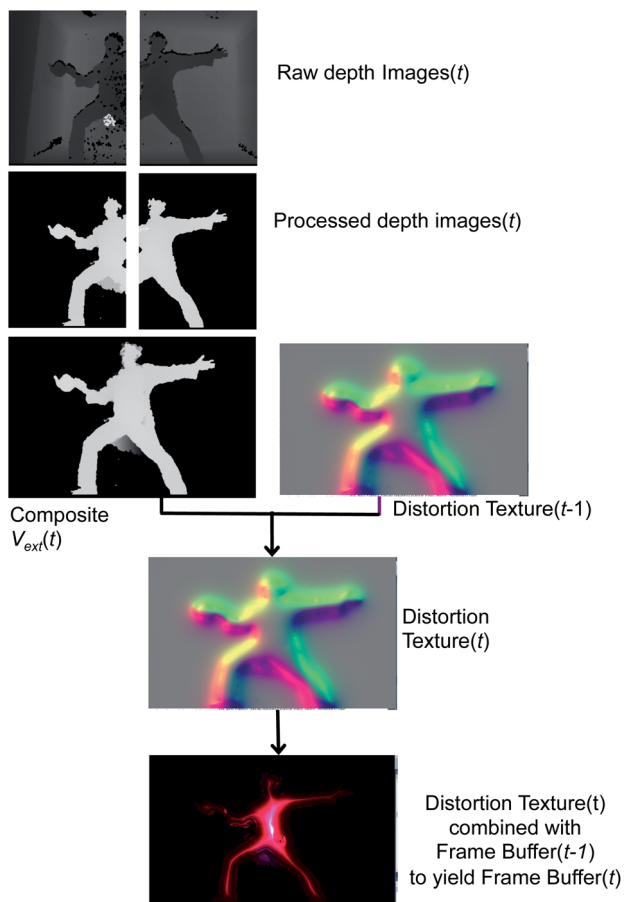 Raw depth Images(t)
Processed depth images(t)
Composite
V_ext(t)
Distortion Texture(t-1)
Distortion
Texture(t)
Distortion Texture(t)
combined with
Frame Buffer(t-1)
to yield Frame Buffer(t)